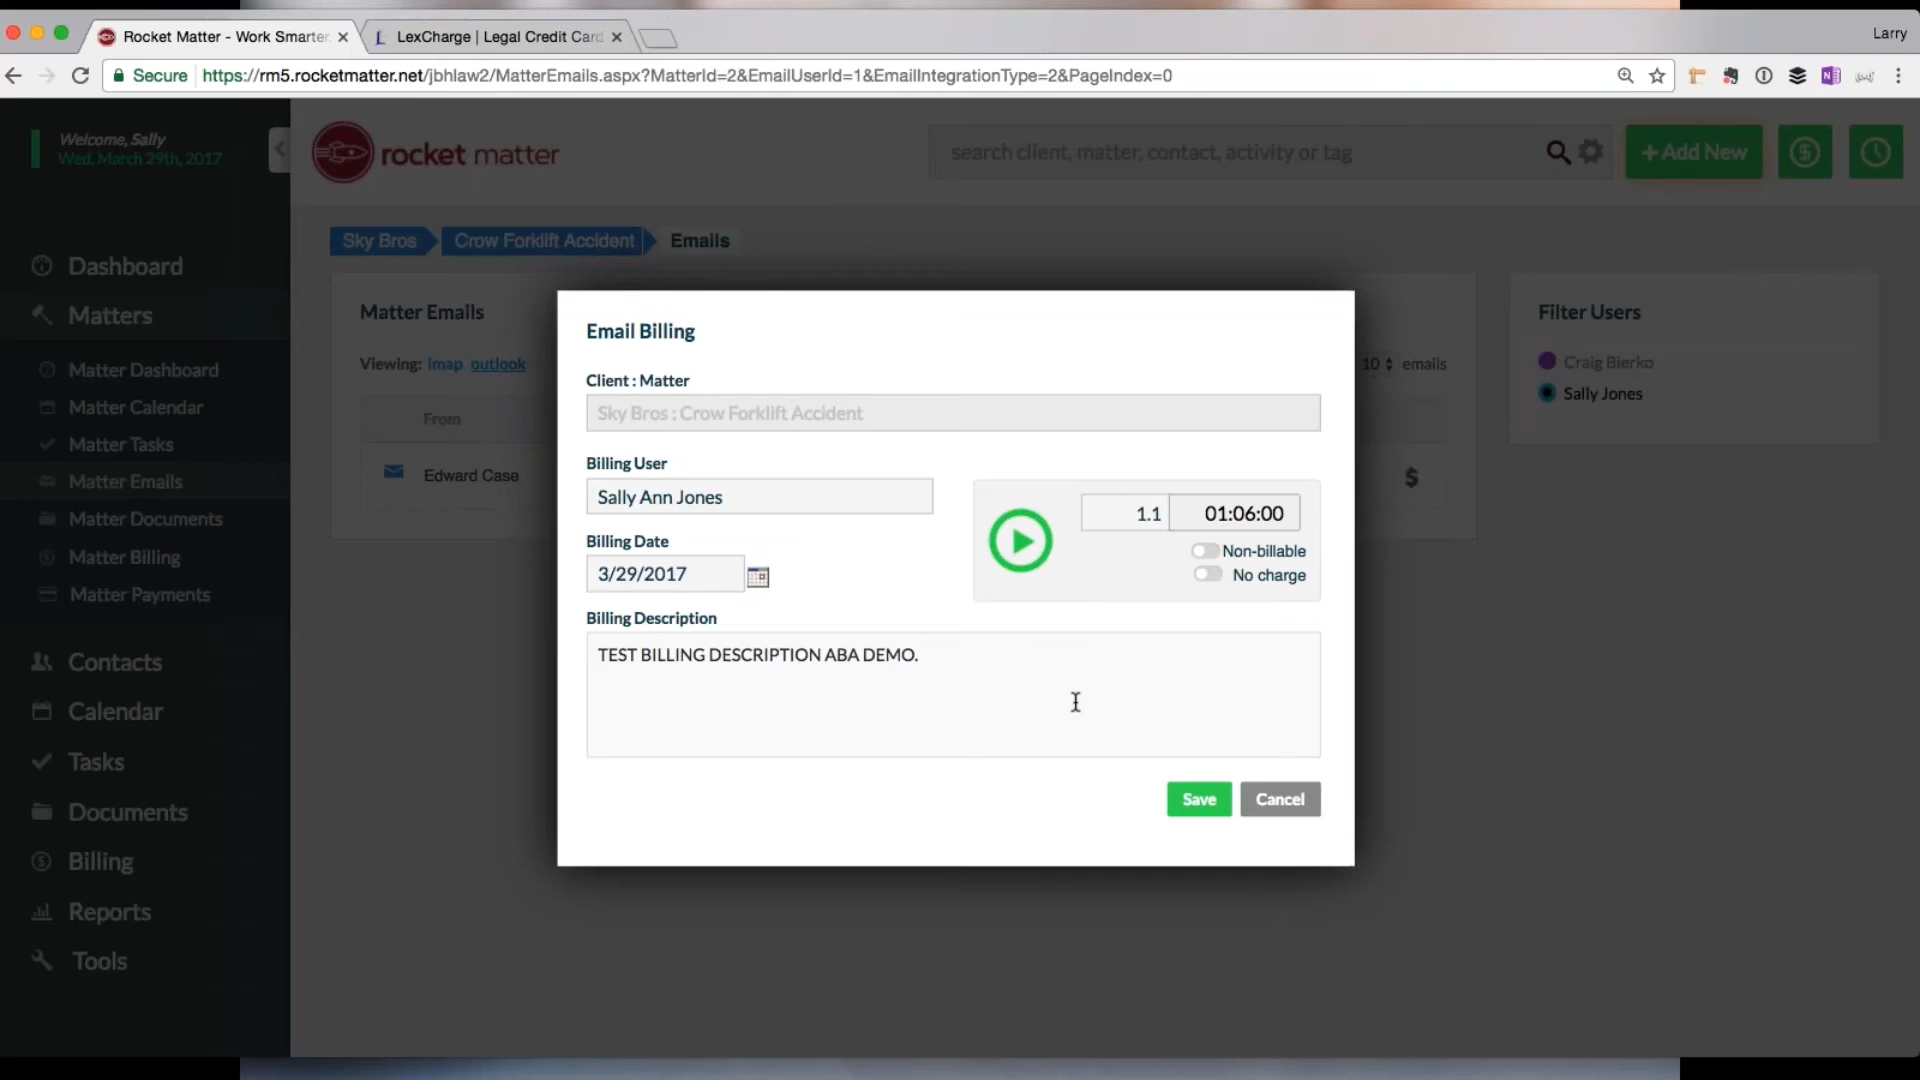 Rocket Matter - Work Smarter.
LexCharge | Legal Credit Card
Larry
Secure https://rm5.rocketmatter.net/jbhlaw2/MatterEmails.aspx?MatterId=2&EmailUserId=1&EmailIntegrationType=2&PageIndex=0
Welcome, Sally
Wed, March 29th, 2017
rocket matter
search client, matter, contact, activity or tag
+Add New
Sky Bros
Crow Forklift Accident
Emails
Dashboard
Matters
Matter Dashboard
Matter Calendar
Matter Tasks
Matter Emails
Matter Documents
Matter Billing
Matter Payments
Contacts
Calendar
Tasks
Documents
Billing
Reports
Tools
Matter Emails
Viewing: Imap outlook
10 emails
From
Edward Case
$
Filter Users
Craig Bierko
Sally Jones
Email Billing
Client : Matter
Sky Bros : Crow Forklift Accident
Billing User
Sally Ann Jones
1.1 01:06:00
Non-billable
No charge
Billing Date
3/29/2017
Billing Description
TEST BILLING DESCRIPTION ABA DEMO.
Save
Cancel